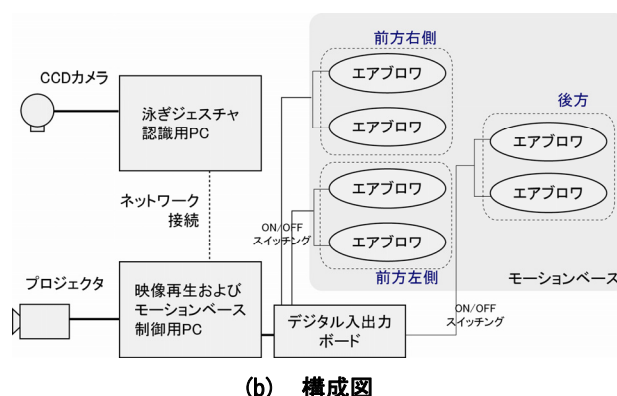 CCDカメラ
泳ぎジェスチャ
認識用PC
ネットワーク
接続
プロジェクタ
映像再生および
モーションベース
制御用PC
デジタル入出力
ボード
ON/OFF
スイッチング
前方右側
エアブロワ
エアブロワ
エアブロワ
エアブロワ
前方左側
後方
エアブロワ
エアブロワ
モーションベース
ON/OFF
スイッチング
(b) 構成図